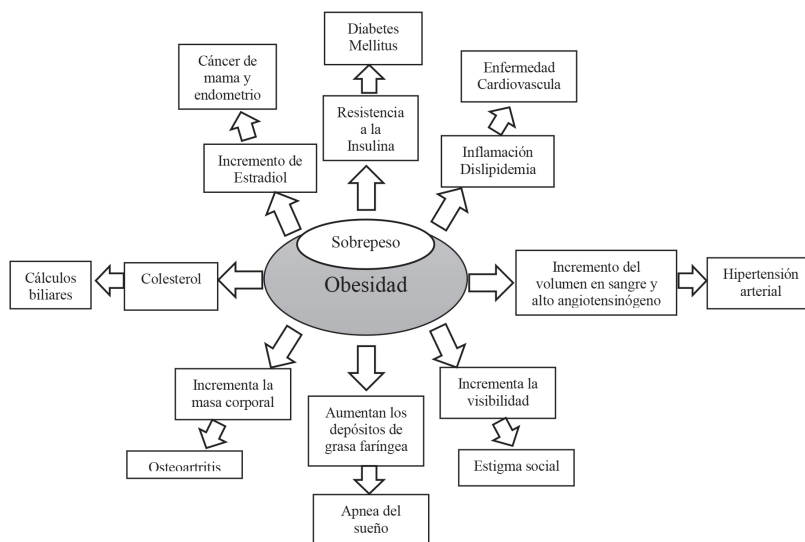 Diabetes
Mellitus
Cáncer de
mama y
endometrio
Enfermedad
Cardiovascula
Resistencia
a la
Insulina
Incremento de
Estradiol
Inflamación
Dislipidemia
Sobrepeso
Obesidad
Cálculos
biliares
Colesterol
Incremento del
volumen en sangre y
alto angiotensinógeno
Hipertensión
arterial
Incrementa la
masa corporal
Aumentan los
depósitos de
grasa faríngea
Incrementa la
visibilidad
Osteoartritis
Estigma social
Apnea del
sueño